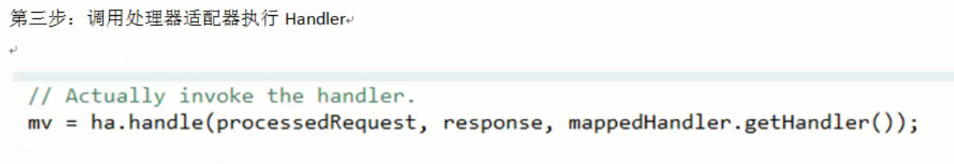 第三步：调用处理器适配器执行 Handler
// Actually invoke the handler.
mv = ha.handle(processedRequest, response, mappedHandler.getHandler());